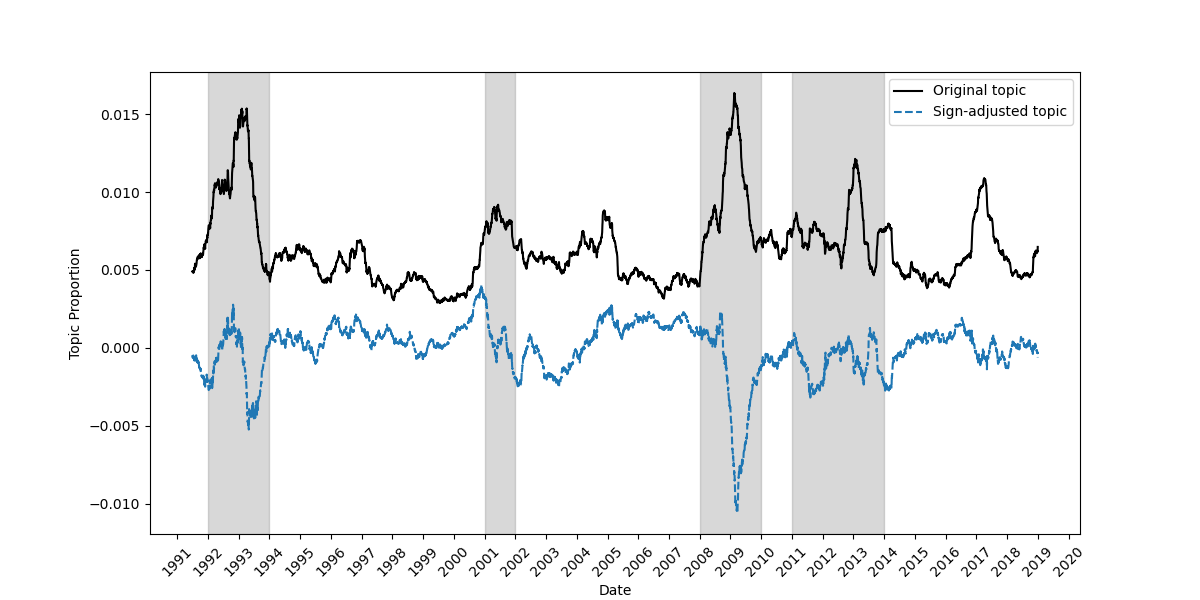 Original topic
Sign-adjusted topic
Topic Proportion
0.015
0.010
0.005
0.000
−0.005
−0.010
1991 1992 1993 1994 1995 1996 1997 1998 1999 2000 2001 2002 2003 2004 2005 2006 2007 2008 2009 2010 2011 2012 2013 2014 2015 2016 2017 2018 2019 2020
Date